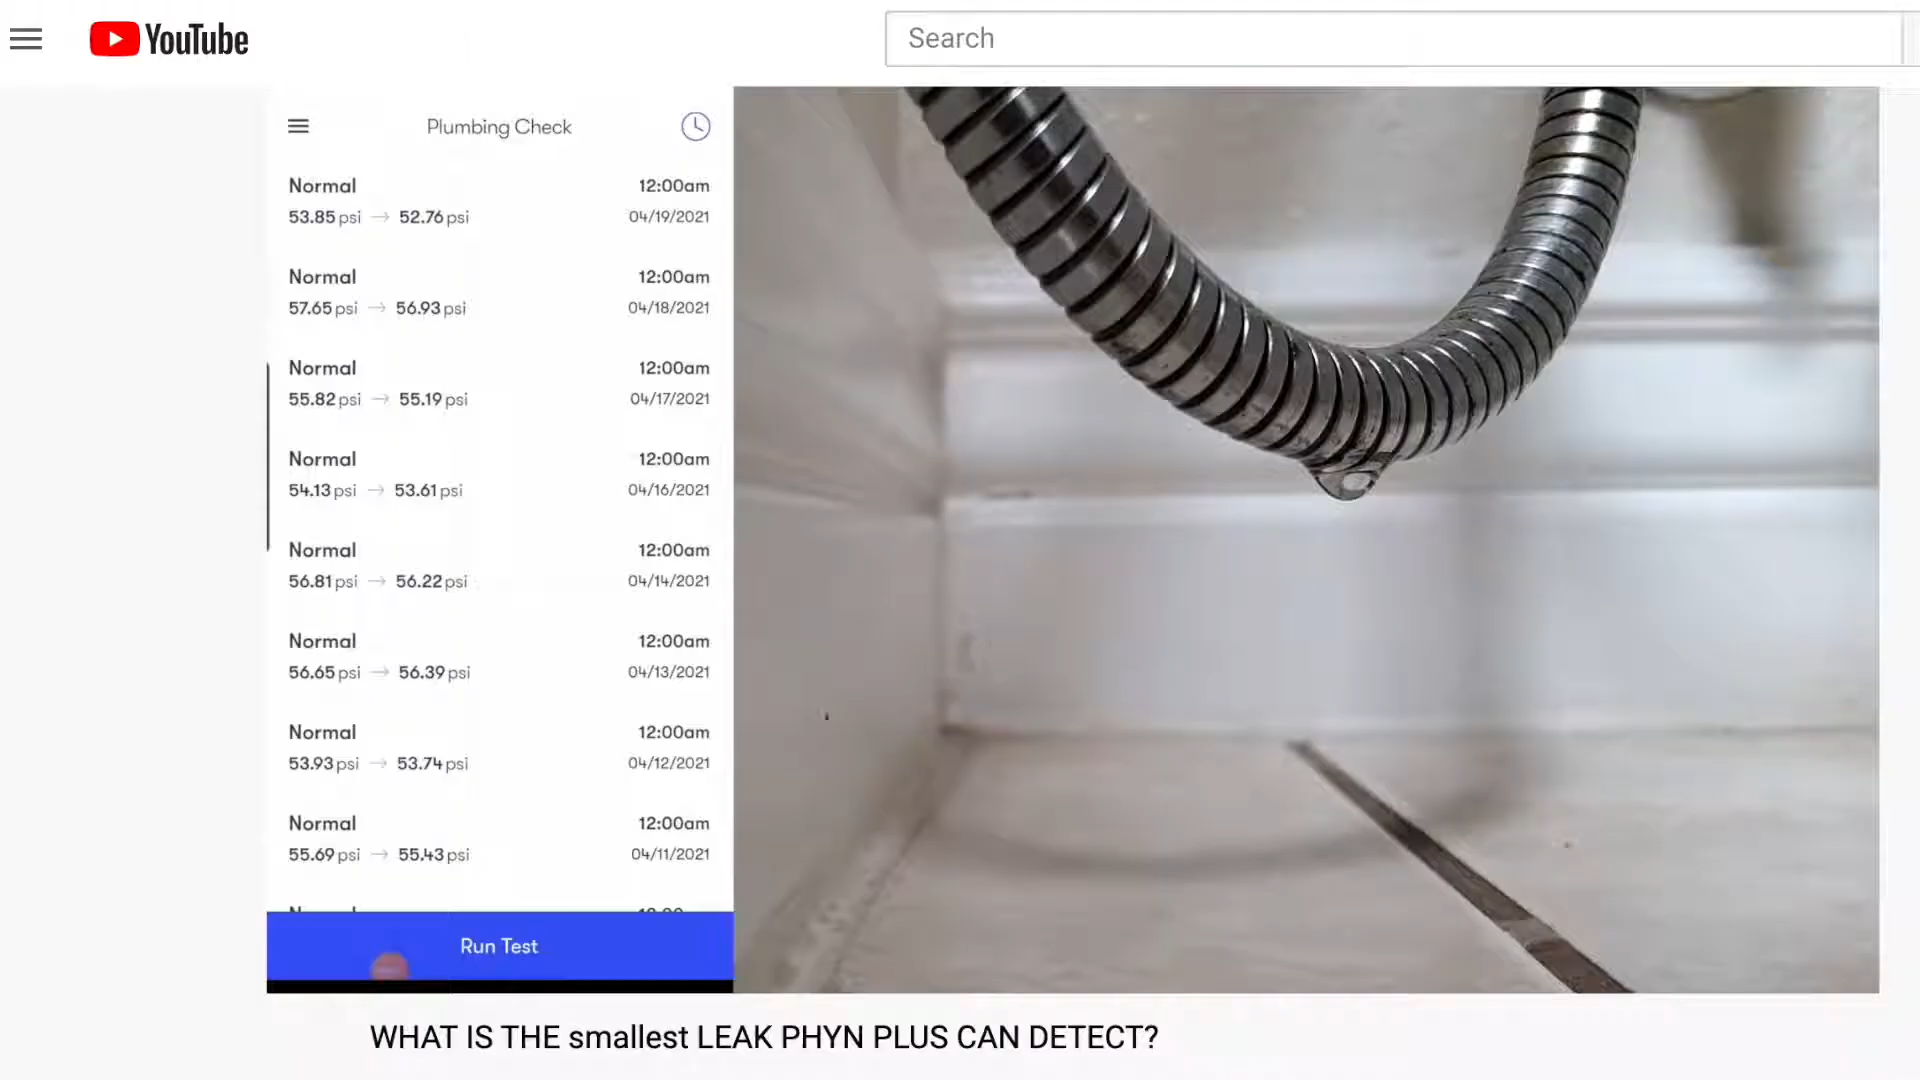 YouTube
Search
Plumbing Check
Normal 12:00am
53.85 psi → 52.76 psi 04/19/2021
Normal 12:00am
57.65 psi → 56.93 psi 04/18/2021
Normal 12:00am
55.82 psi → 55.19 psi 04/17/2021
Normal 12:00am
54.13 psi → 53.61 psi 04/16/2021
Normal 12:00am
56.81 psi → 56.22 psi 04/14/2021
Normal 12:00am
56.65 psi → 56.39 psi 04/13/2021
Normal 12:00am
53.93 psi → 53.74 psi 04/12/2021
Normal 12:00am
55.69 psi → 55.43 psi 04/11/2021
Run Test
WHAT IS THE smallest LEAK PHYN PLUS CAN DETECT?